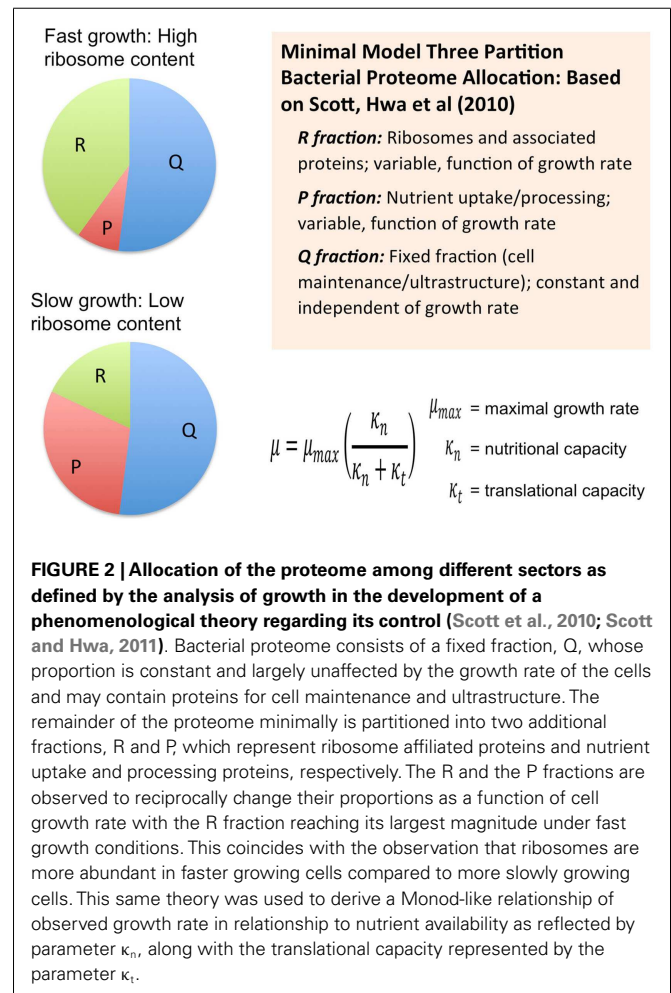 Fast growth: High
ribosome content
R
Q
P
Slow growth: Low
ribosome content
R
Q
P
Minimal Model Three Partition
Bacterial Proteome Allocation: Based
on Scott, Hwa et al (2010)
R fraction: Ribosomes and associated
proteins; variable, function of growth rate
P fraction: Nutrient uptake/processing;
variable, function of growth rate
Q fraction: Fixed fraction (cell
maintenance/ultrastructure); constant and
independent of growth rate
μ = μmax (κn / (κn + κt))
μmax = maximal growth rate
κn = nutritional capacity
κt = translational capacity
FIGURE 2 | Allocation of the proteome among different sectors as
defined by the analysis of growth in the development of a
phenomenological theory regarding its control (Scott et al., 2010; Scott
and Hwa, 2011). Bacterial proteome consists of a fixed fraction, Q, whose
proportion is constant and largely unaffected by the growth rate of the cells
and may contain proteins for cell maintenance and ultrastructure. The
remainder of the proteome minimally is partitioned into two additional
fractions, R and P, which represent ribosome affiliated proteins and nutrient
uptake and processing proteins, respectively. The R and the P fractions are
observed to reciprocally change their proportions as a function of cell
growth rate with the R fraction reaching its largest magnitude under fast
growth conditions. This coincides with the observation that ribosomes are
more abundant in faster growing cells compared to more slowly growing
cells. This same theory was used to derive a Monod-like relationship of
observed growth rate in relationship to nutrient availability as reflected by
parameter κn, along with the translational capacity represented by the
parameter κt.